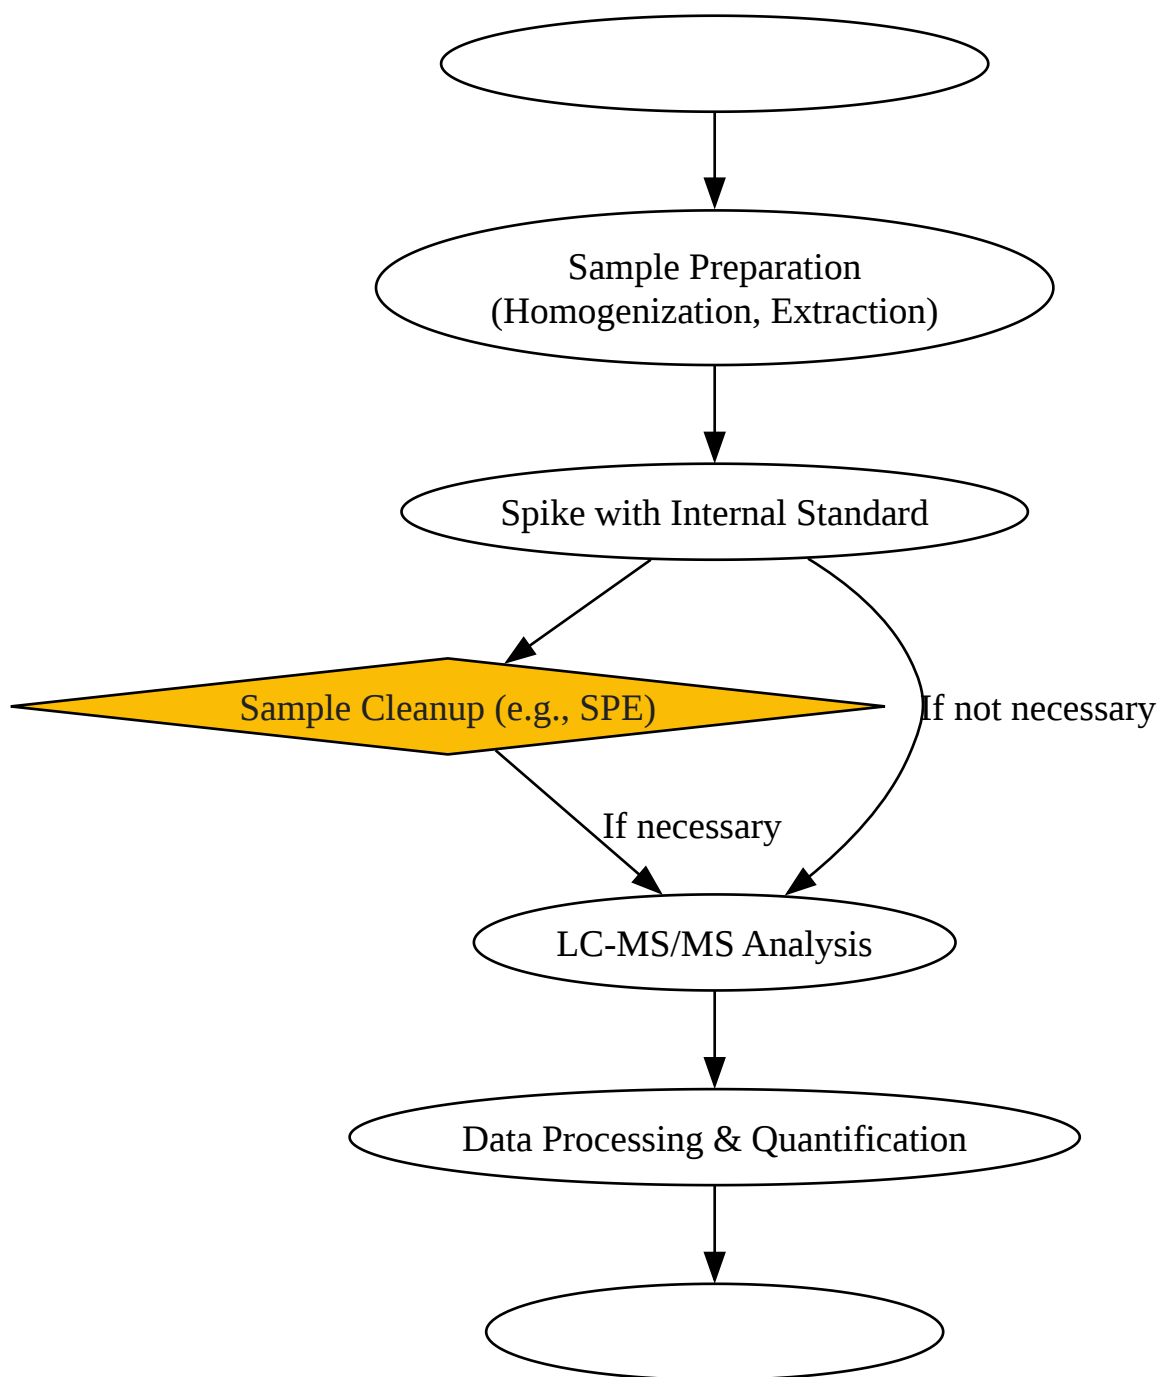 Sample Preparation
(Homogenization, Extraction)
Spike with Internal Standard
Sample Cleanup (e.g., SPE)
If not necessary
If necessary
LC-MS/MS Analysis
Data Processing & Quantification